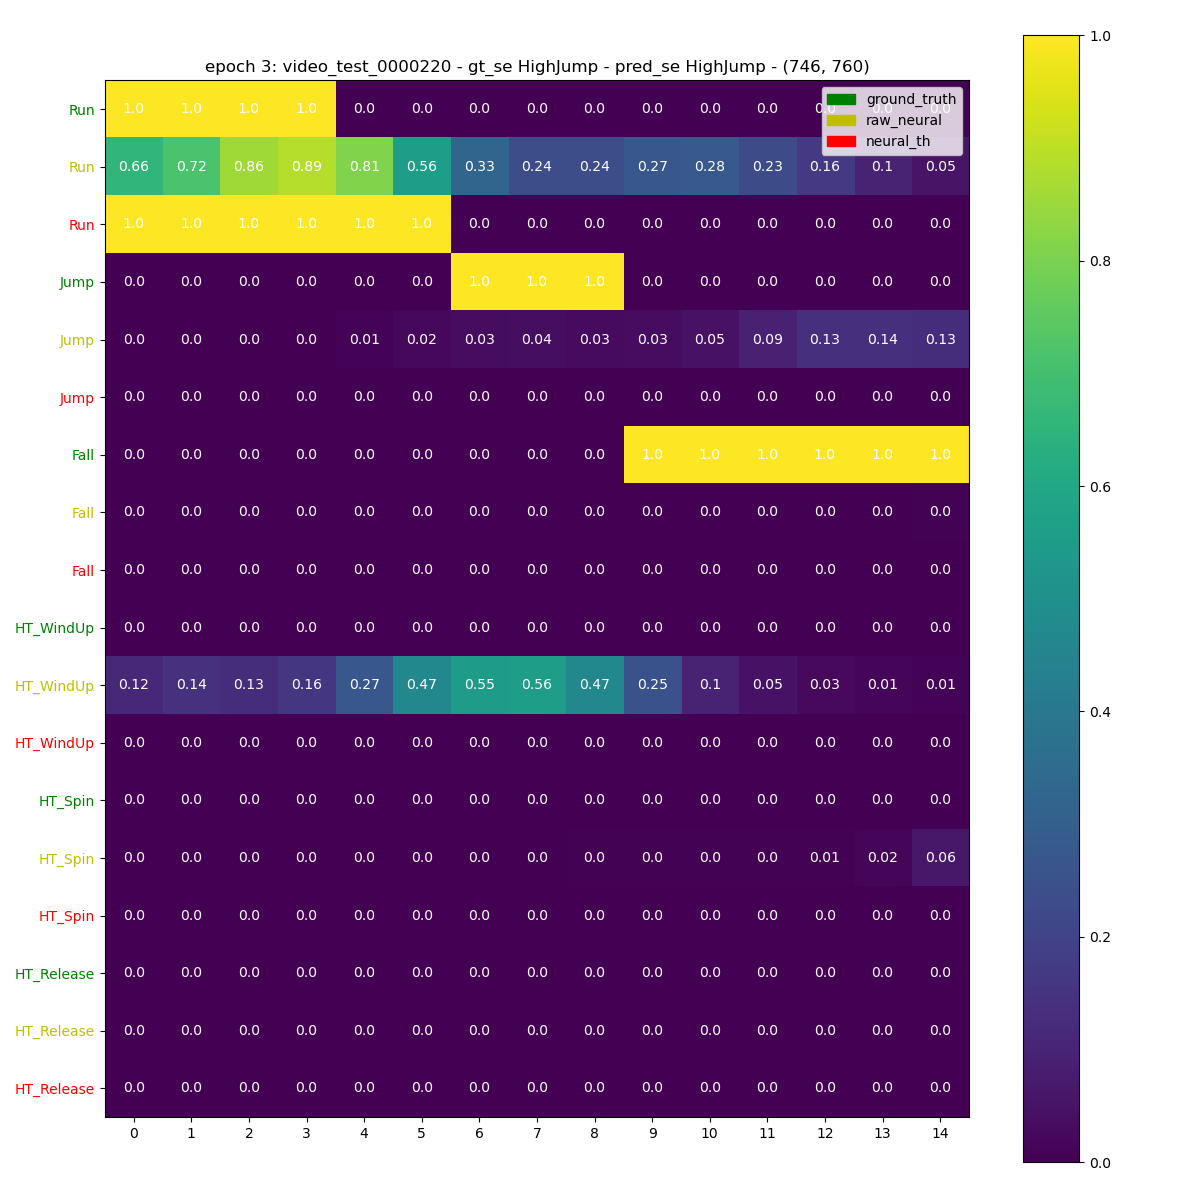 epoch 3: video_test_0000220 - gt_se HighJump - pred_se HighJump - (746, 760)
ground_truth
raw_neural
neural_th
Run 1.0 1.0 1.0 1.0 0.0 0.0 0.0 0.0 0.0 0.0 0.0 0.0 0.0 0.0 0.0
Run 0.66 0.72 0.86 0.89 0.81 0.56 0.33 0.24 0.24 0.27 0.28 0.23 0.16 0.1 0.05
Run 1.0 1.0 1.0 1.0 1.0 1.0 0.0 0.0 0.0 0.0 0.0 0.0 0.0 0.0 0.0
Jump 0.0 0.0 0.0 0.0 0.0 0.0 1.0 1.0 1.0 0.0 0.0 0.0 0.0 0.0 0.0
Jump 0.0 0.0 0.0 0.0 0.01 0.02 0.03 0.04 0.03 0.03 0.05 0.09 0.13 0.14 0.13
Jump 0.0 0.0 0.0 0.0 0.0 0.0 0.0 0.0 0.0 0.0 0.0 0.0 0.0 0.0 0.0
Fall 0.0 0.0 0.0 0.0 0.0 0.0 0.0 0.0 0.0 1.0 1.0 1.0 1.0 1.0 1.0
Fall 0.0 0.0 0.0 0.0 0.0 0.0 0.0 0.0 0.0 0.0 0.0 0.0 0.0 0.0 0.0
Fall 0.0 0.0 0.0 0.0 0.0 0.0 0.0 0.0 0.0 0.0 0.0 0.0 0.0 0.0 0.0
HT_WindUp 0.0 0.0 0.0 0.0 0.0 0.0 0.0 0.0 0.0 0.0 0.0 0.0 0.0 0.0 0.0
HT_WindUp 0.12 0.14 0.13 0.16 0.27 0.47 0.55 0.56 0.47 0.25 0.1 0.05 0.03 0.01 0.01
HT_WindUp 0.0 0.0 0.0 0.0 0.0 0.0 0.0 0.0 0.0 0.0 0.0 0.0 0.0 0.0 0.0
HT_Spin 0.0 0.0 0.0 0.0 0.0 0.0 0.0 0.0 0.0 0.0 0.0 0.0 0.0 0.0 0.0
HT_Spin 0.0 0.0 0.0 0.0 0.0 0.0 0.0 0.0 0.0 0.0 0.0 0.0 0.01 0.02 0.06
HT_Spin 0.0 0.0 0.0 0.0 0.0 0.0 0.0 0.0 0.0 0.0 0.0 0.0 0.0 0.0 0.0
HT_Release 0.0 0.0 0.0 0.0 0.0 0.0 0.0 0.0 0.0 0.0 0.0 0.0 0.0 0.0 0.0
HT_Release 0.0 0.0 0.0 0.0 0.0 0.0 0.0 0.0 0.0 0.0 0.0 0.0 0.0 0.0 0.0
HT_Release 0.0 0.0 0.0 0.0 0.0 0.0 0.0 0.0 0.0 0.0 0.0 0.0 0.0 0.0 0.0
0 1 2 3 4 5 6 7 8 9 10 11 12 13 14
1.0
0.8
0.6
0.4
0.2
0.0